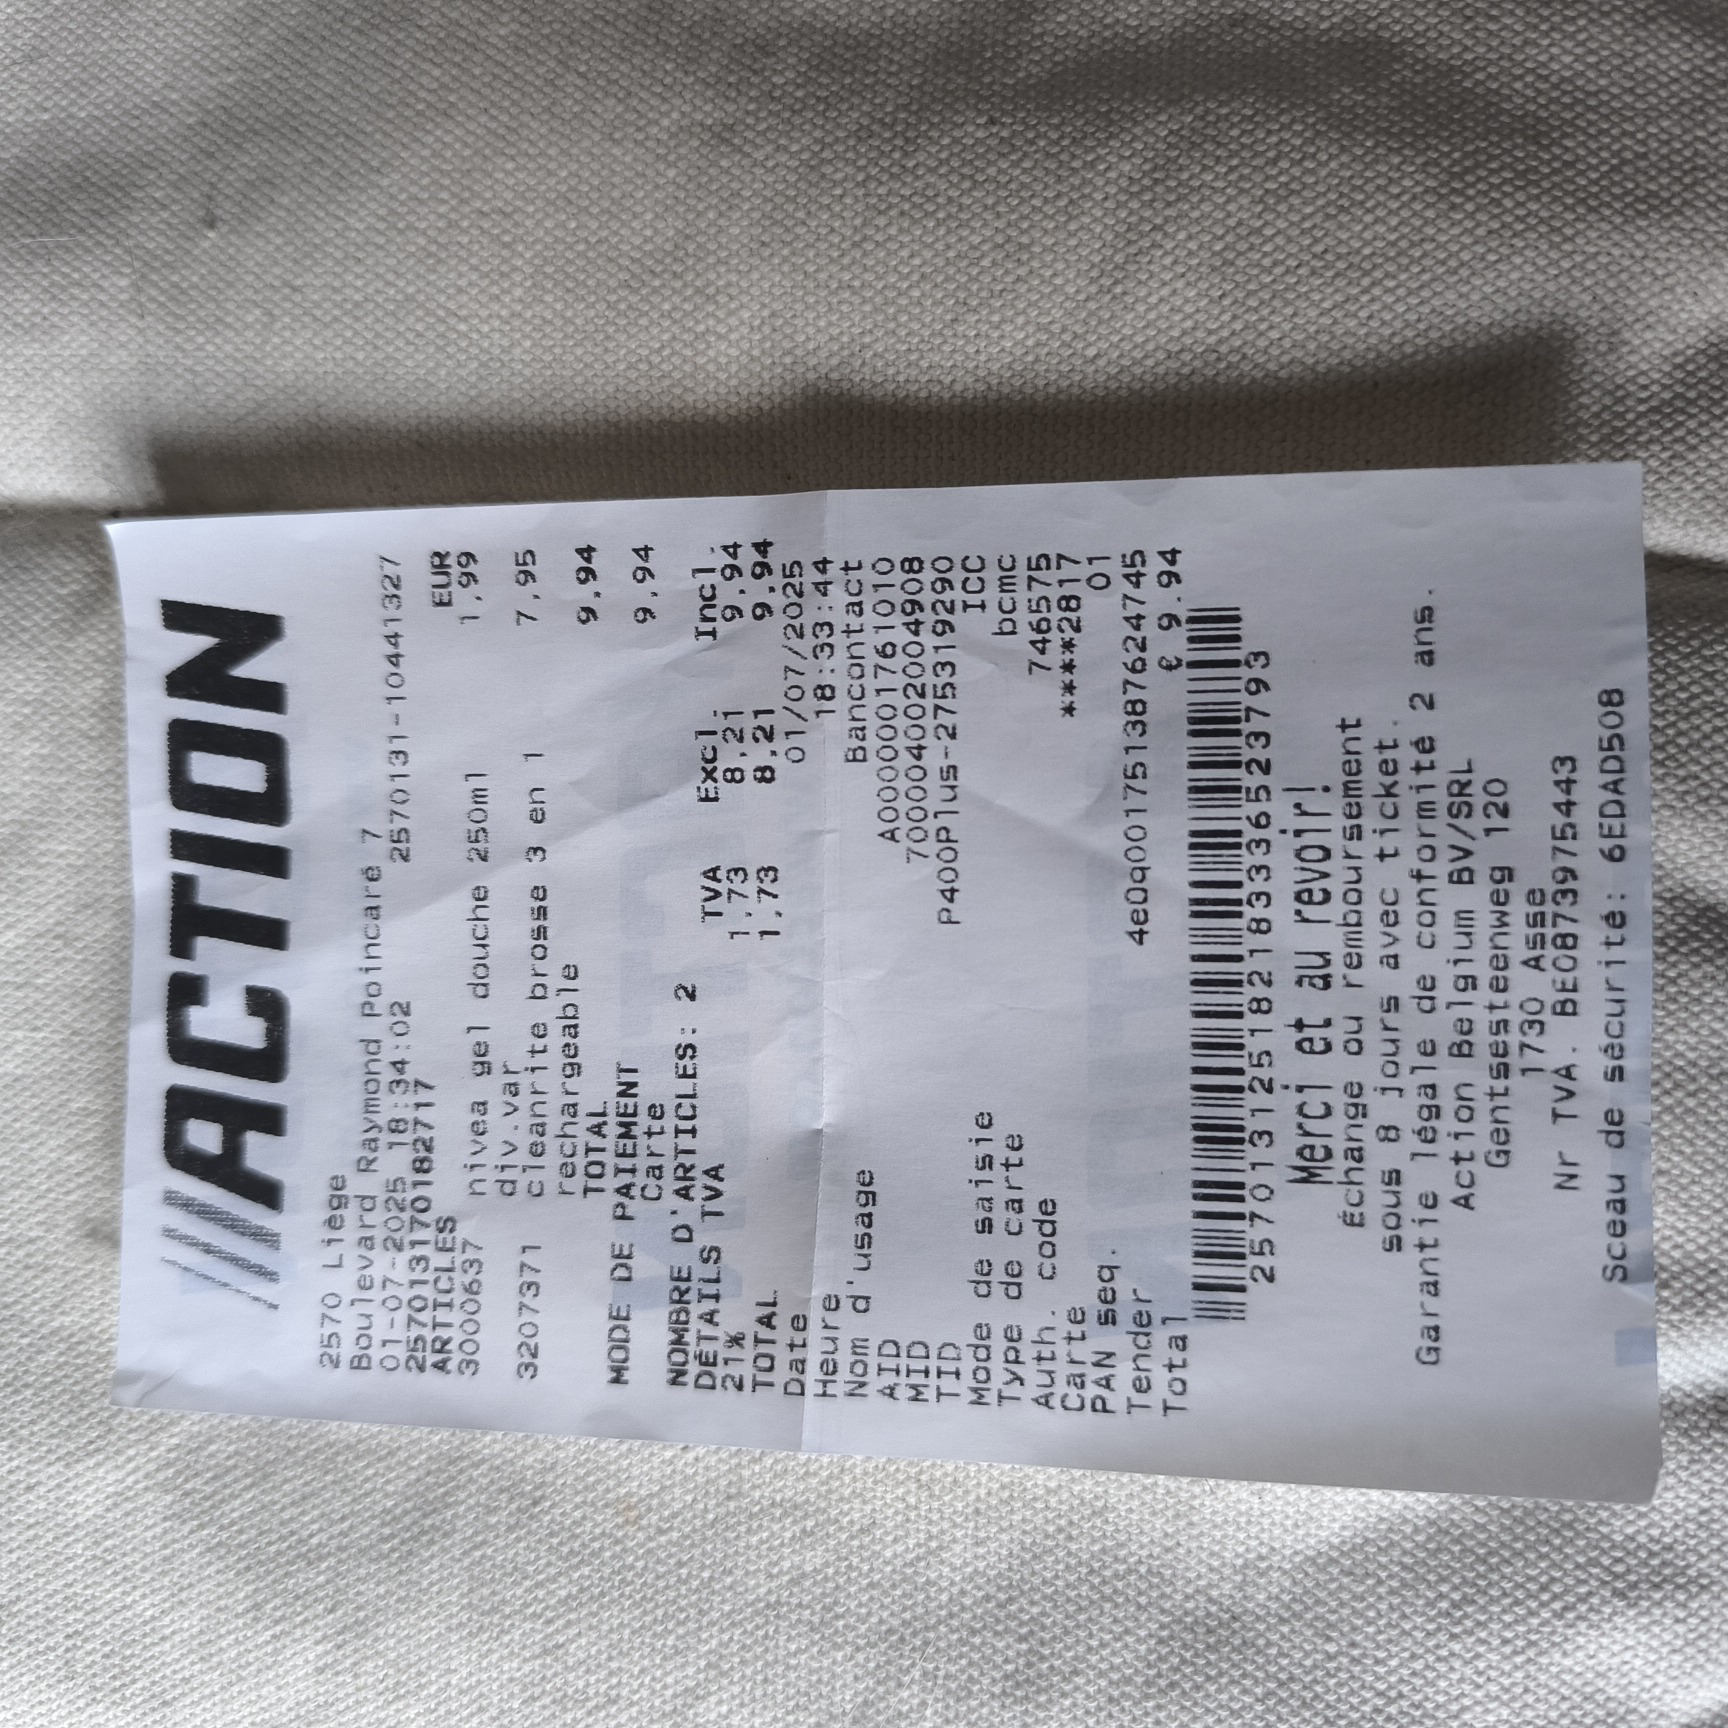 ACTION
2570 Liège
Boulevard Raymond Poincaré 7
01-07-2025 18:34:02 2570131-10441327
257013170182717
ARTICLES EUR
3000637 nivea gel douche 250ml 1,99
div.var
3207371 cleanrite brosse 3 en 1 7,95
rechargeable
TOTAL 9,94
MODE DE PAIEMENT
Carte 9,94
NOMBRE D'ARTICLES: 2
DÉTAILS TVA TVA Excl. Incl.
21% 1,73 8,21 9,94
TOTAL 1,73 8,21 9,94
Date 01/07/2025
Heure 18:33:44
Nom d'usage Bancontact
AID A0000001761010
MID 700004002004908
TID P400Plus-275319290
Mode de saisie ICC
Type de carte bcmc
Auth. code 746575
Carte ****2817
PAN seq. 01
Tender 4e0q001751387624745
Total € 9.94
257013125182183336523793
Merci et au revoir!
Échange ou remboursement
sous 8 jours avec ticket.
Garantie légale de conformité 2 ans.
Action Belgium BV/SRL
Gentsesteenweg 120
1730 Asse
Nr TVA. BE0873975443
Sceau de sécurité: 6EDAD508